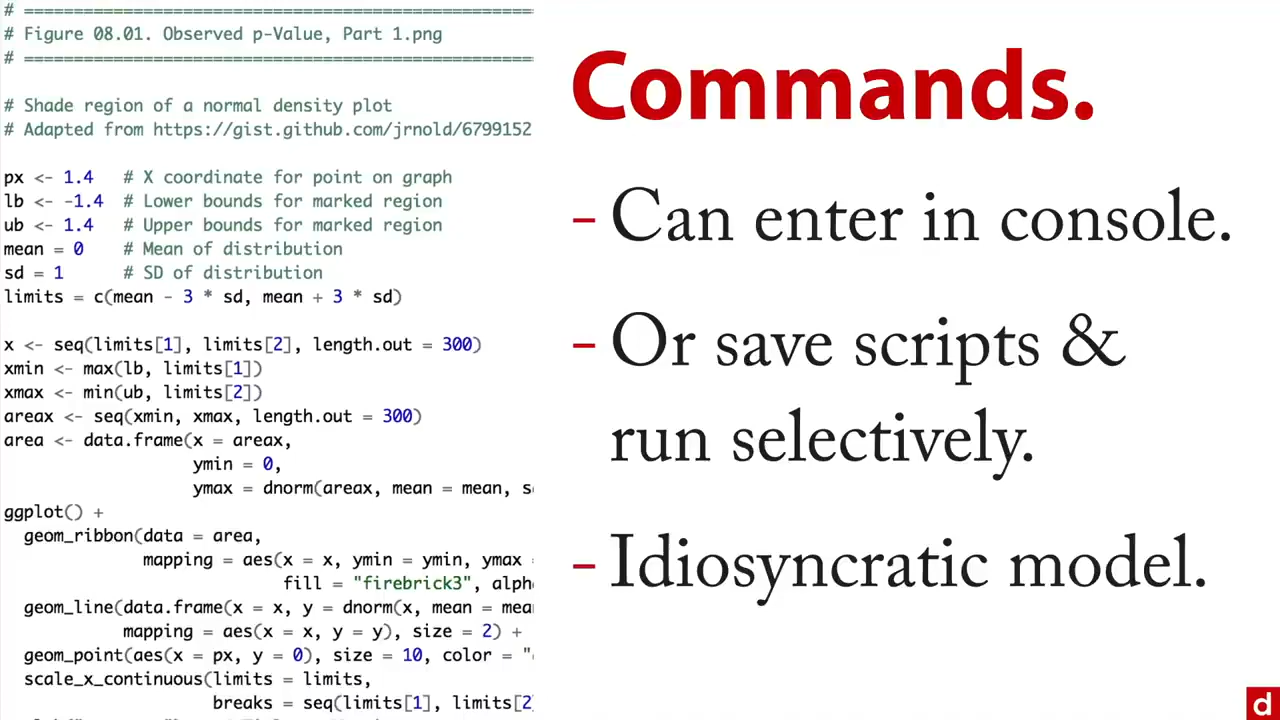 # ===================================================
# Figure 08.01. Observed p-Value, Part 1.png
# ===================================================
# Shade region of a normal density plot
# Adapted from https://gist.github.com/jrnold/6799152
px <- 1.4   # X coordinate for point on graph
lb <- -1.4  # Lower bounds for marked region
ub <- 1.4   # Upper bounds for marked region
mean = 0    # Mean of distribution
sd = 1      # SD of distribution
limits = c(mean - 3 * sd, mean + 3 * sd)
x <- seq(limits[1], limits[2], length.out = 300)
xmin <- max(lb, limits[1])
xmax <- min(ub, limits[2])
areax <- seq(xmin, xmax, length.out = 300)
area <- data.frame(x = areax,
                   ymin = 0,
                   ymax = dnorm(areax, mean = mean, s
ggplot() +
  geom_ribbon(data = area,
              mapping = aes(x = x, ymin = ymin, ymax =
                            fill = "firebrick3", alph
  geom_line(data.frame(x = x, y = dnorm(x, mean = mea
            mapping = aes(x = x, y = y), size = 2) +
  geom_point(aes(x = px, y = 0), size = 10, color = "
  scale_x_continuous(limits = limits,
                     breaks = seq(limits[1], limits[2]
Commands.
– Can enter in console.
– Or save scripts &
run selectively.
– Idiosyncratic model.
d